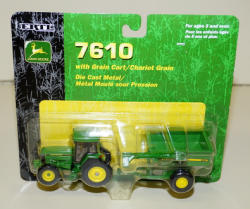 ERTL
For Ages 3 and over.
Pour les enfants âgés
de 3 ans et plus.
JOHN DEERE
7610
with Grain Cart/Chariot Grain
Die Cast Metal/
Métal Moulé sour Pression